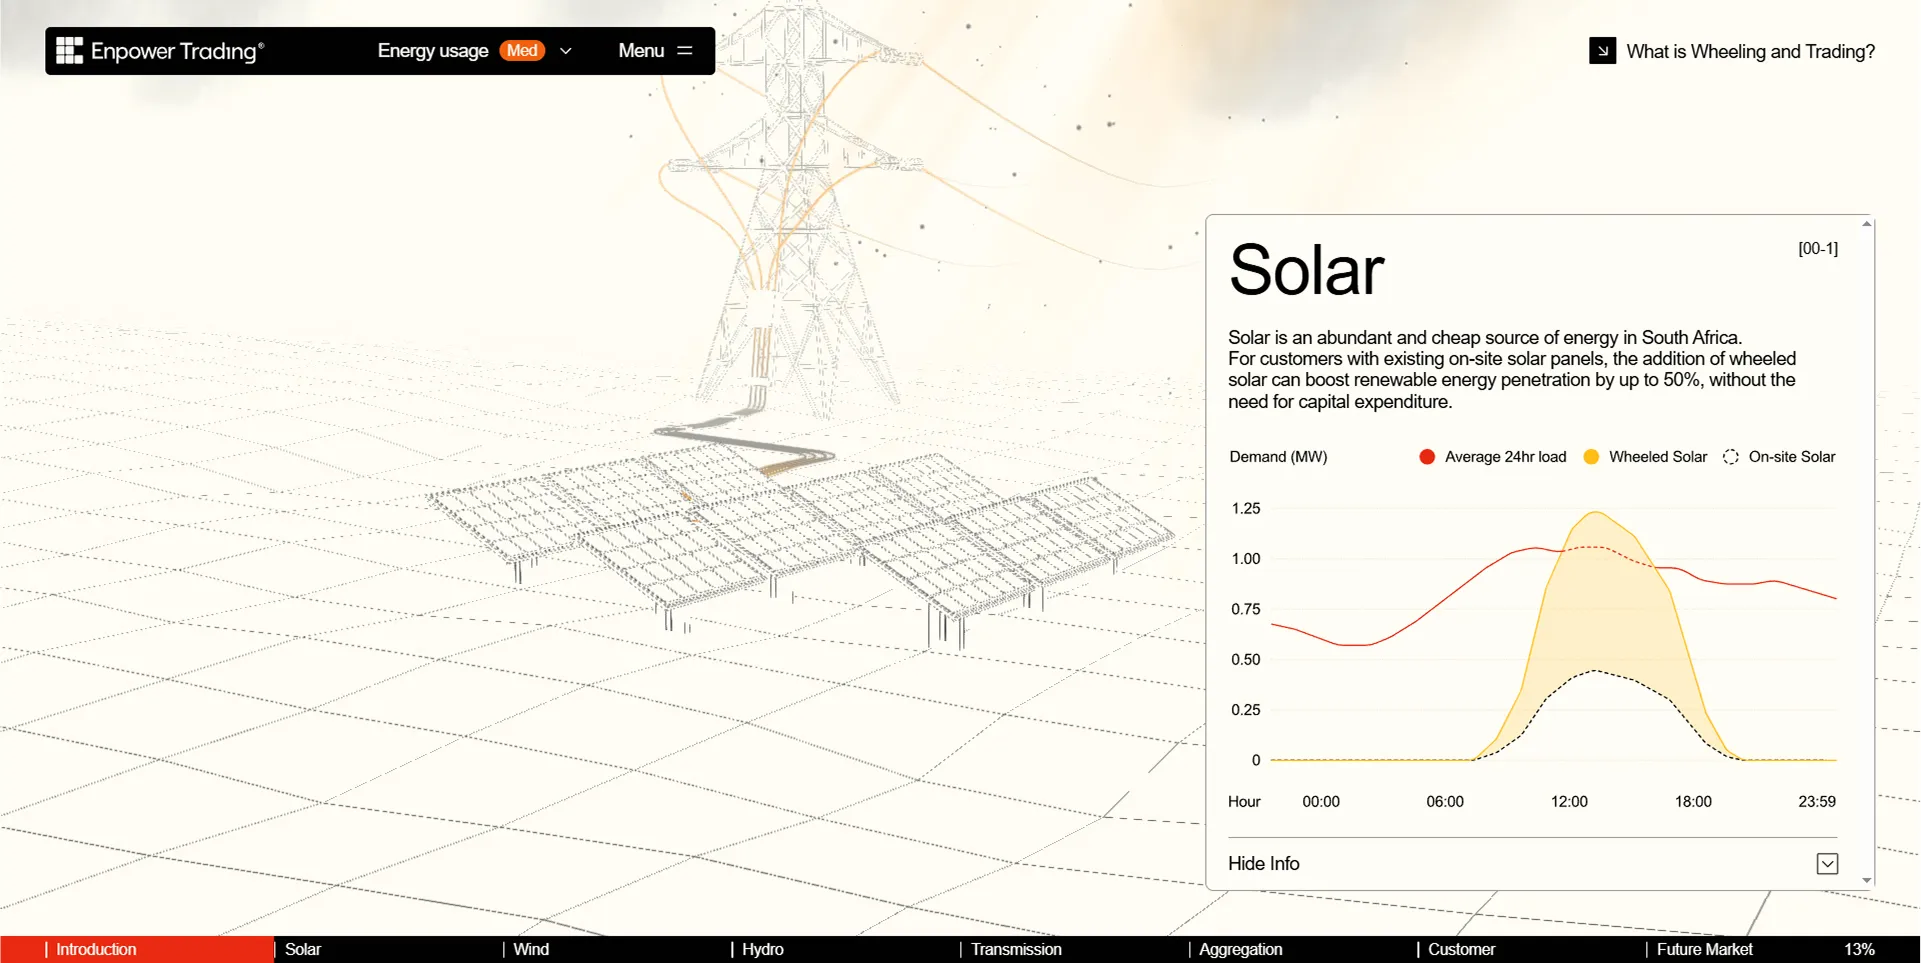 Enpower Trading®
Energy usage Med
Menu
What is Wheeling and Trading?
Solar
[00-1]
Solar is an abundant and cheap source of energy in South Africa.
For customers with existing on-site solar panels, the addition of wheeled
solar can boost renewable energy penetration by up to 50%, without the
need for capital expenditure.
Demand (MW)
Average 24hr load
Wheeled Solar
On-site Solar
1.25
1.00
0.75
0.50
0.25
0
Hour 00:00 06:00 12:00 18:00 23:59
Hide Info
Introduction
Solar
Wind
Hydro
Transmission
Aggregation
Customer
Future Market
13%